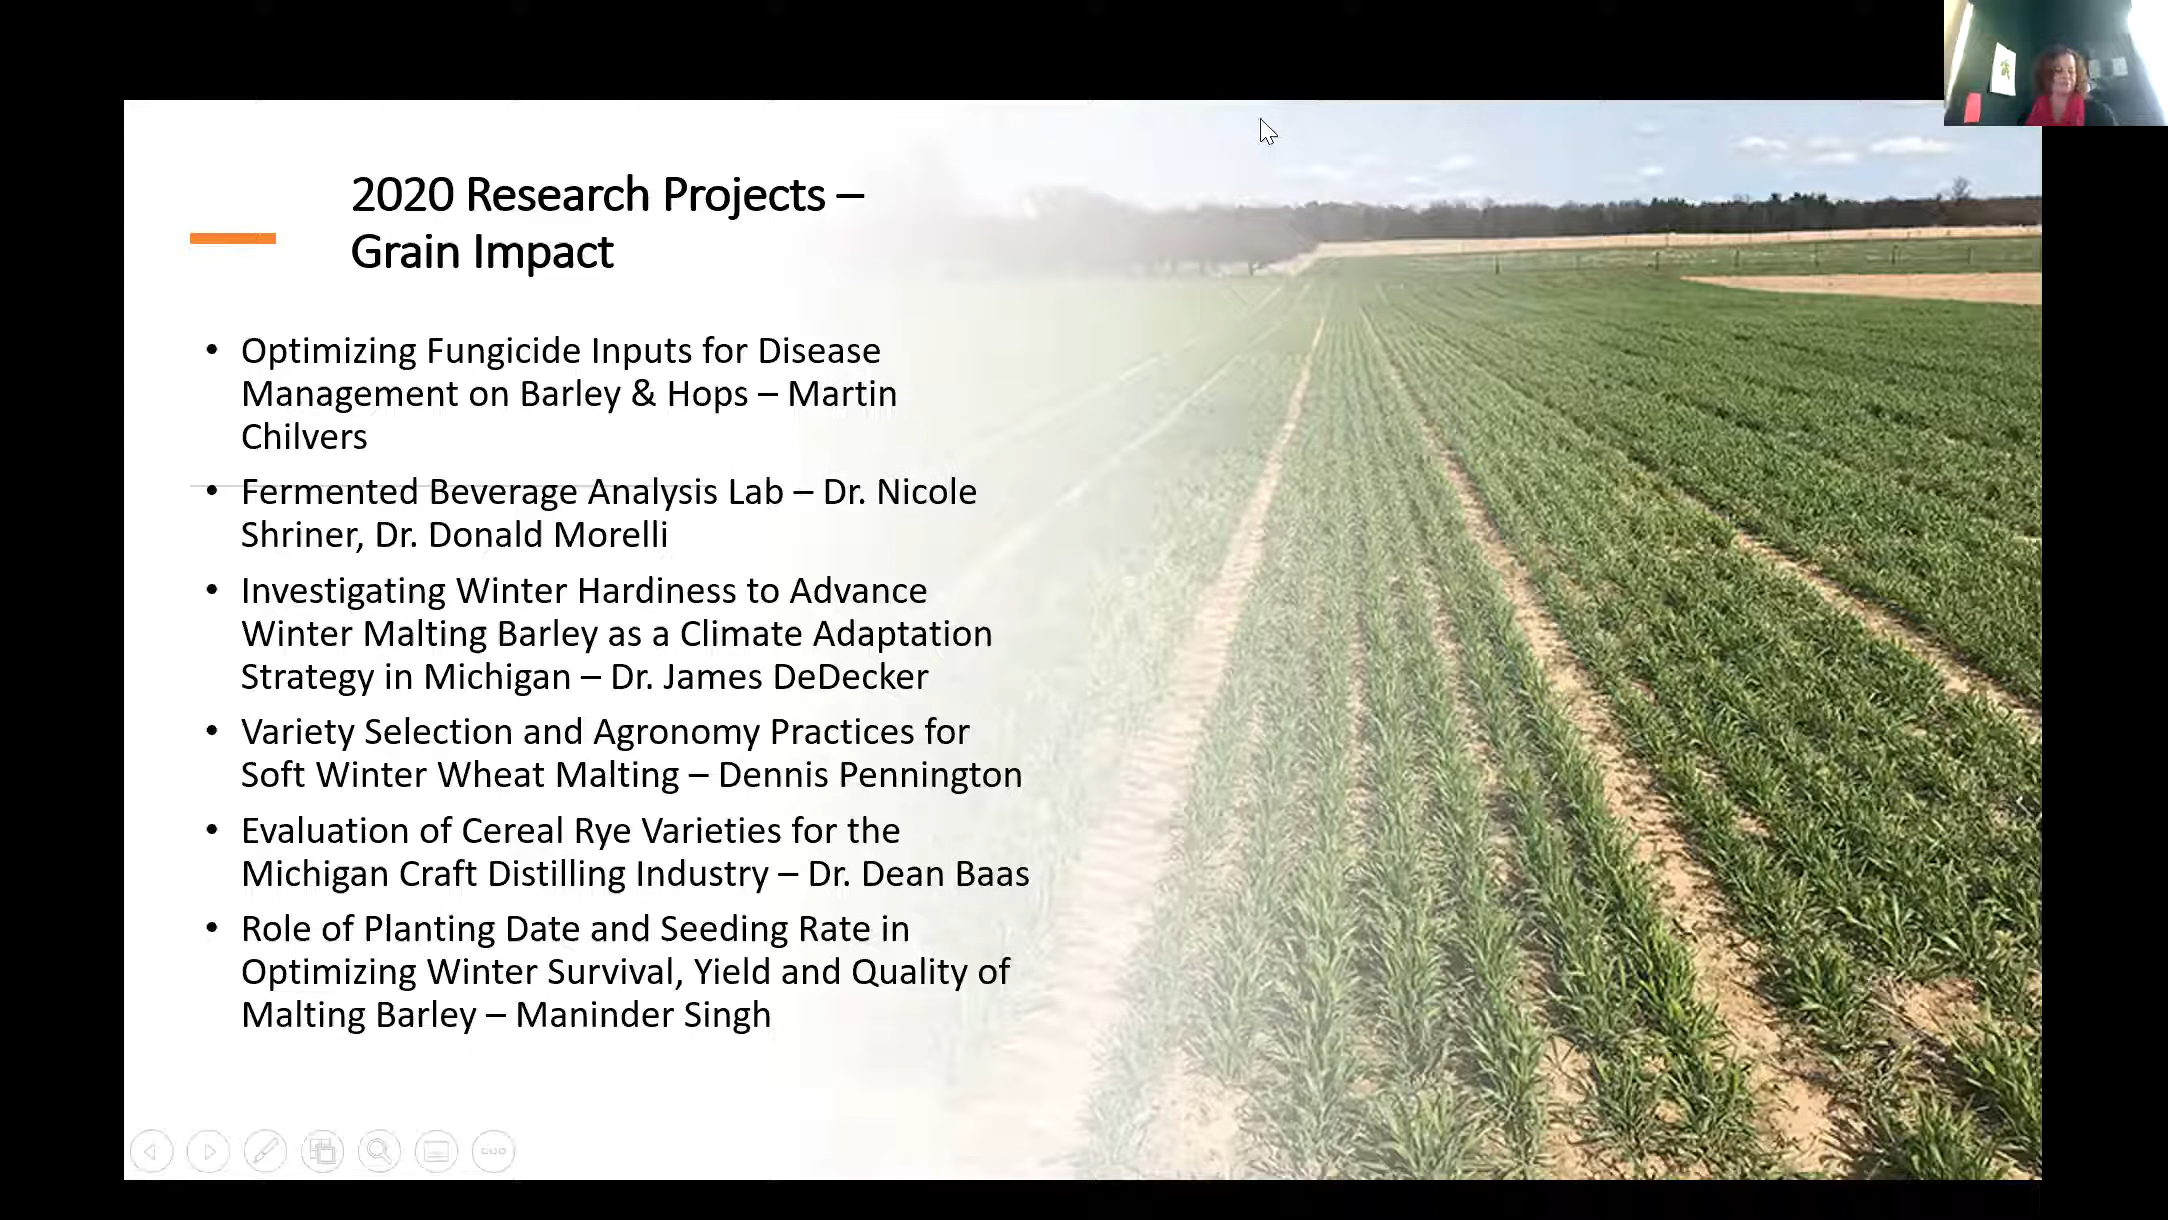 2020 Research Projects –
Grain Impact
• Optimizing Fungicide Inputs for Disease
Management on Barley & Hops – Martin
Chilvers
• Fermented Beverage Analysis Lab – Dr. Nicole
Shriner, Dr. Donald Morelli
• Investigating Winter Hardiness to Advance
Winter Malting Barley as a Climate Adaptation
Strategy in Michigan – Dr. James DeDecker
• Variety Selection and Agronomy Practices for
Soft Winter Wheat Malting – Dennis Pennington
• Evaluation of Cereal Rye Varieties for the
Michigan Craft Distilling Industry – Dr. Dean Baas
• Role of Planting Date and Seeding Rate in
Optimizing Winter Survival, Yield and Quality of
Malting Barley – Maninder Singh